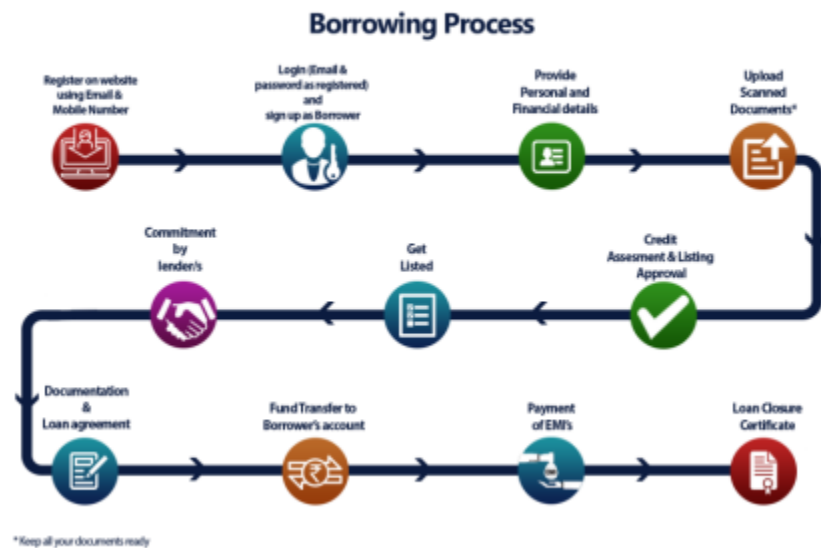 Borrowing Process
Register on website
using Email &
Mobile Number
Login (Email &
password as registered)
and
sign up as Borrower
Provide
Personal and
Financial details
Upload
Scanned
Documents*
Credit
Assesment & Listing
Approval
Get
Listed
Commitment
by
lender/s
Documentation
&
Loan agreement
Fund Transfer to
Borrower's account
₹
Payment
of EMI's
Loan Closure
Certificate
*Keep all your documents ready